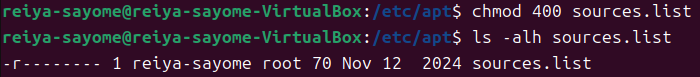 reiya-sayome@reiya-sayome-VirtualBox:/etc/apt$ chmod 400 sources.list
reiya-sayome@reiya-sayome-VirtualBox:/etc/apt$ ls -alh sources.list
-r-------- 1 reiya-sayome root 70 Nov 12  2024 sources.list